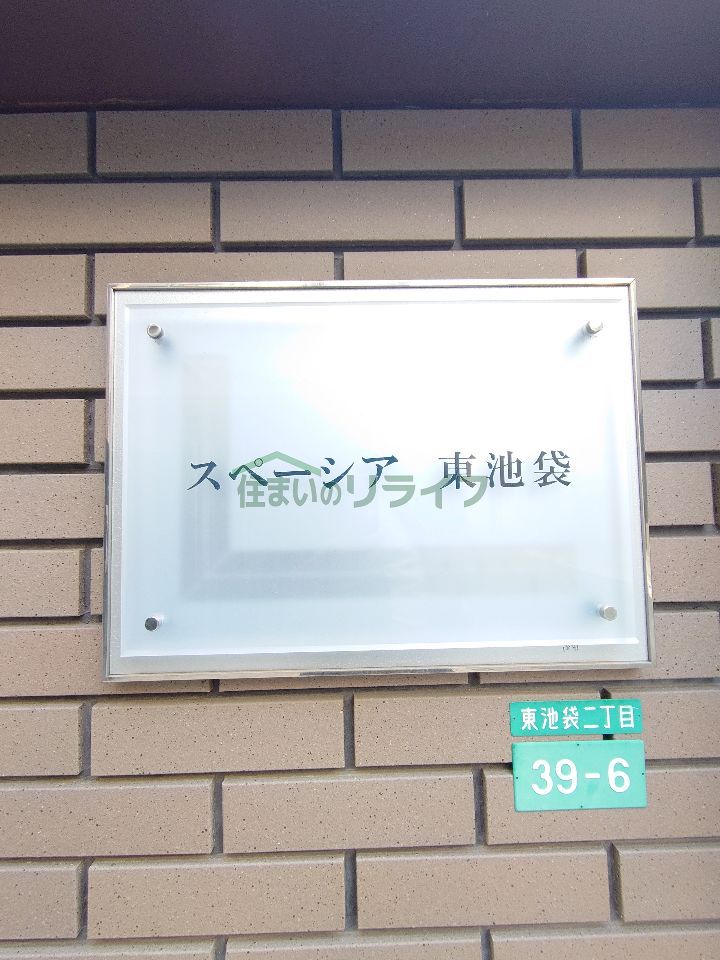 スペーシア 東池袋
住まいのリライフ
東池袋二丁目
39-6